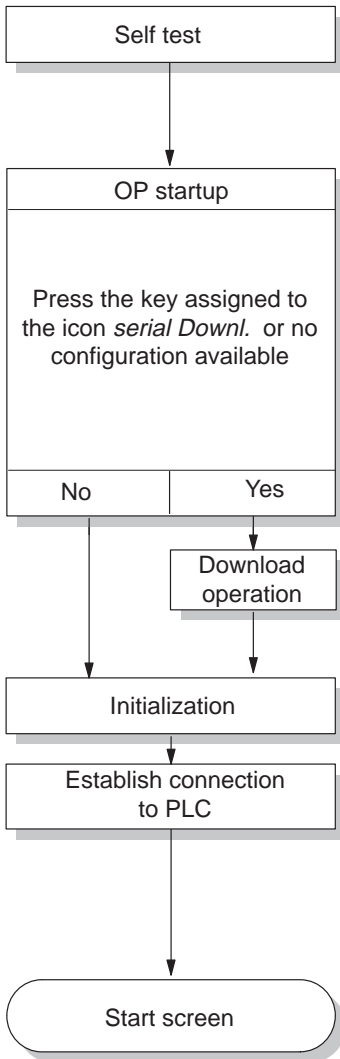 Self test
OP startup
Press the key assigned to
the icon serial Downl. or no
configuration available
No
Yes
Download
operation
Initialization
Establish connection
to PLC
Start screen